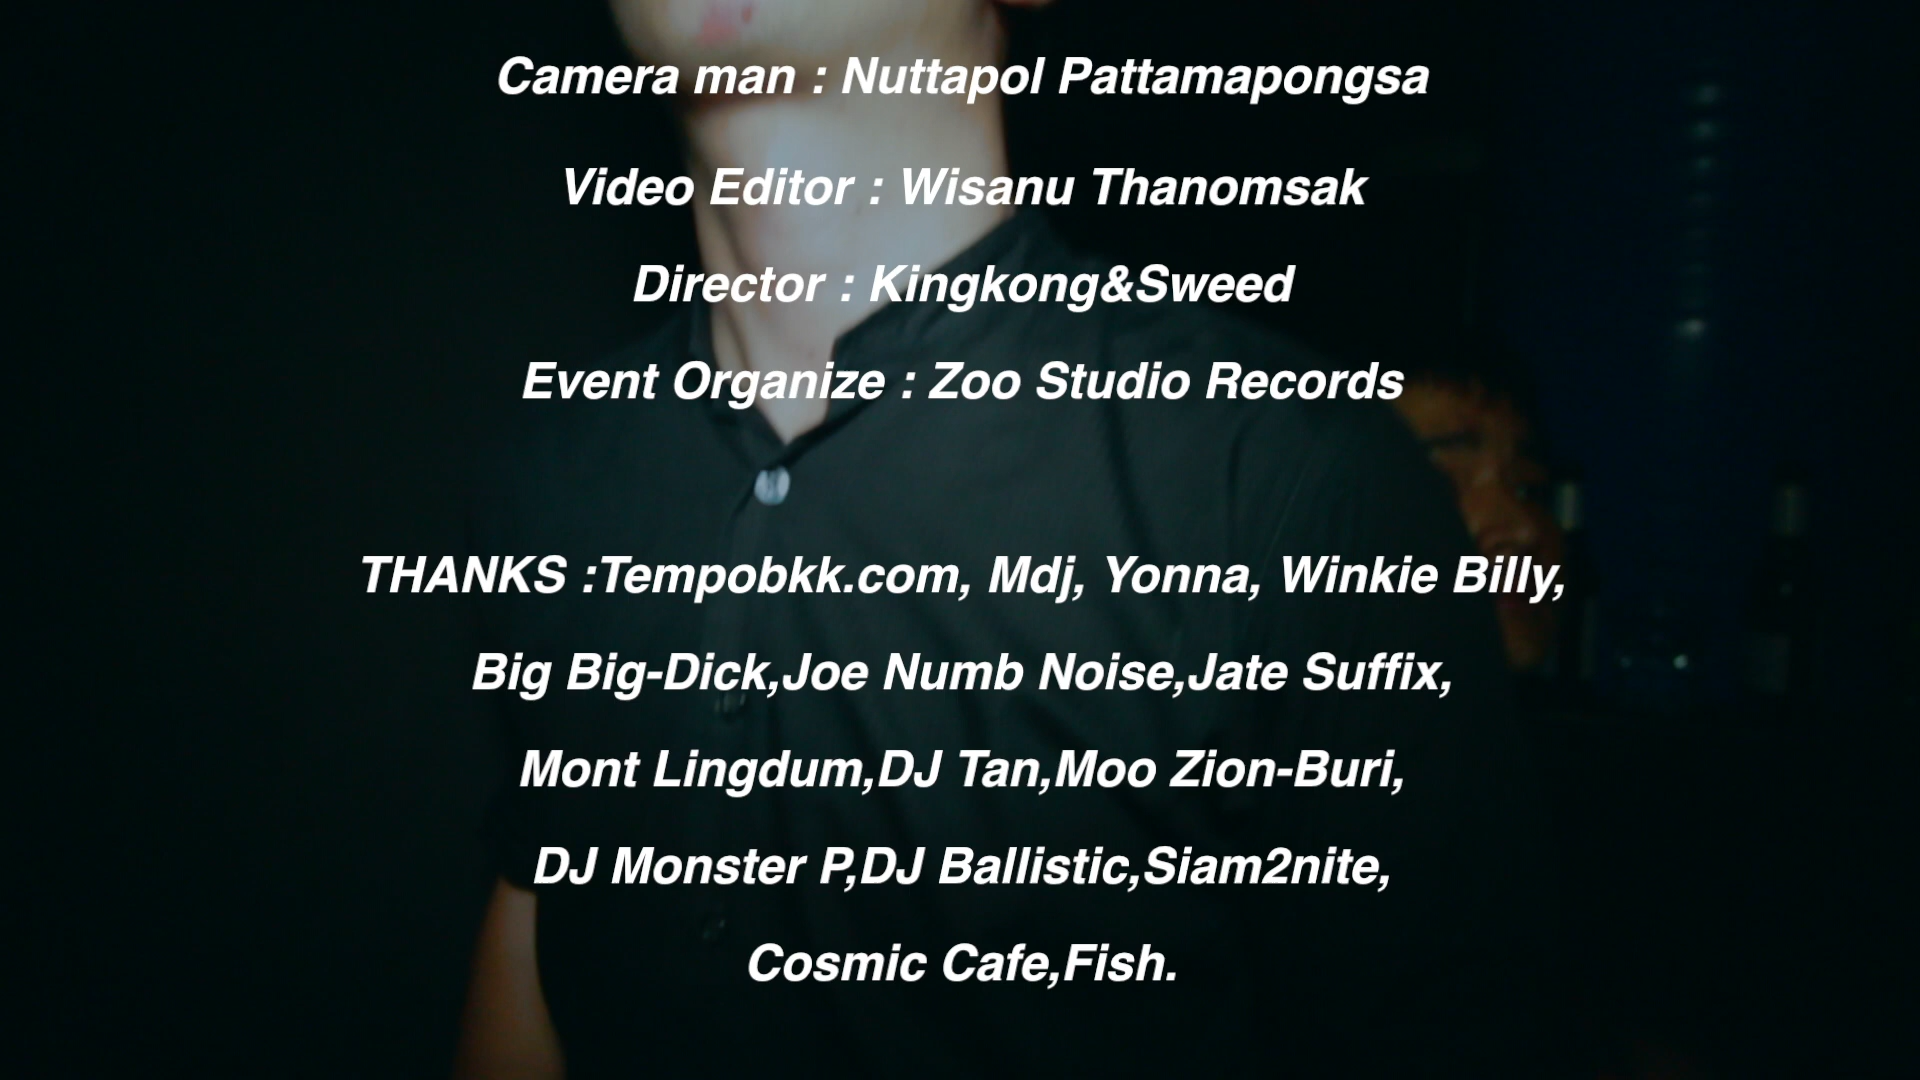 Camera man : Nuttapol Pattamapongsa
Video Editor : Wisanu Thanomsak
Director : Kingkong&Sweed
Event Organize : Zoo Studio Records
THANKS :Tempobkk.com, Mdj, Yonna, Winkie Billy,
Big Big-Dick,Joe Numb Noise,Jate Suffix,
Mont Lingdum,DJ Tan,Moo Zion-Buri,
DJ Monster P,DJ Ballistic,Siam2nite,
Cosmic Cafe,Fish.